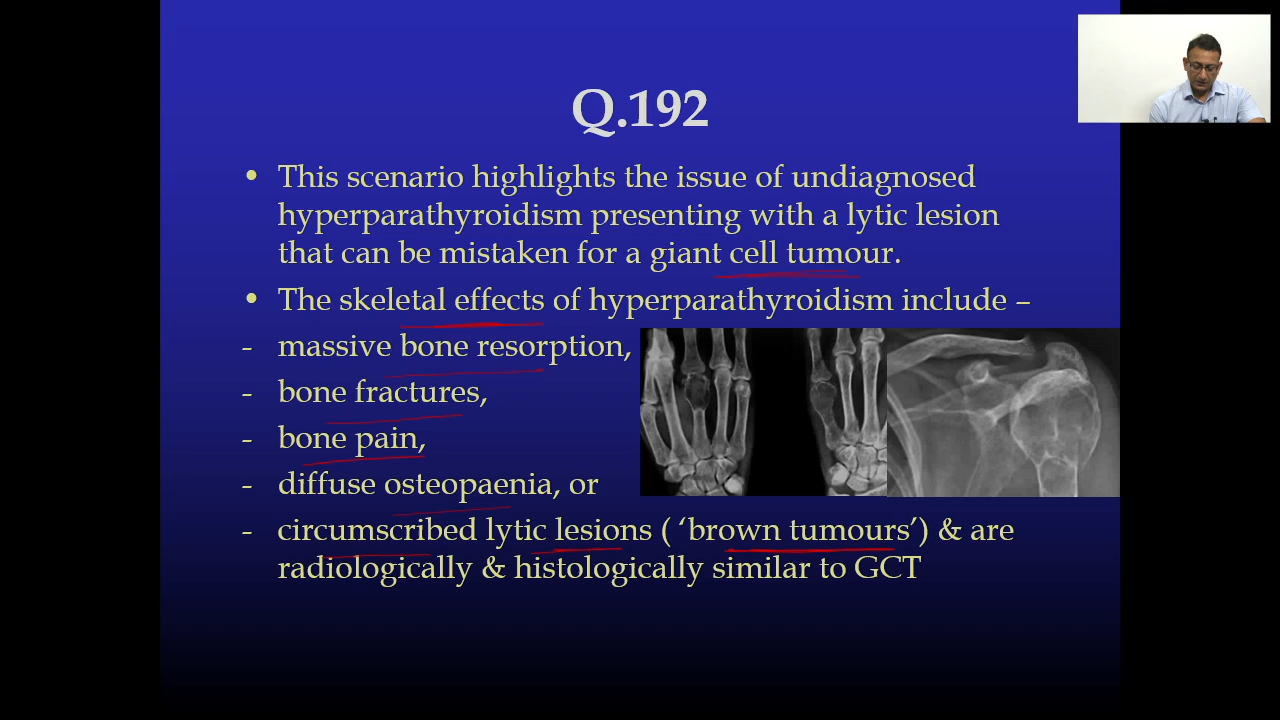 Q.192
• This scenario highlights the issue of undiagnosed
hyperparathyroidism presenting with a lytic lesion
that can be mistaken for a giant cell tumour.
• The skeletal effects of hyperparathyroidism include –
- massive bone resorption,
- bone fractures,
- bone pain,
- diffuse osteopaenia, or
- circumscribed lytic lesions ( ‘brown tumours’) & are
radiologically & histologically similar to GCT